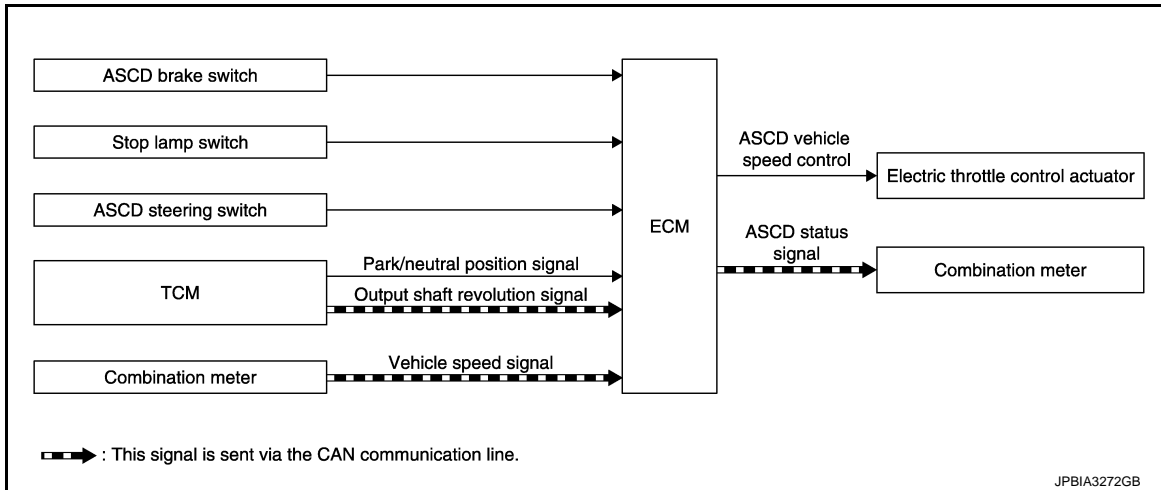 ASCD brake switch
Stop lamp switch
ASCD steering switch
TCM
Park/neutral position signal
Output shaft revolution signal
Combination meter
Vehicle speed signal
ECM
ASCD vehicle
speed control
Electric throttle control actuator
ASCD status
signal
Combination meter
: This signal is sent via the CAN communication line.
JPBIA3272GB